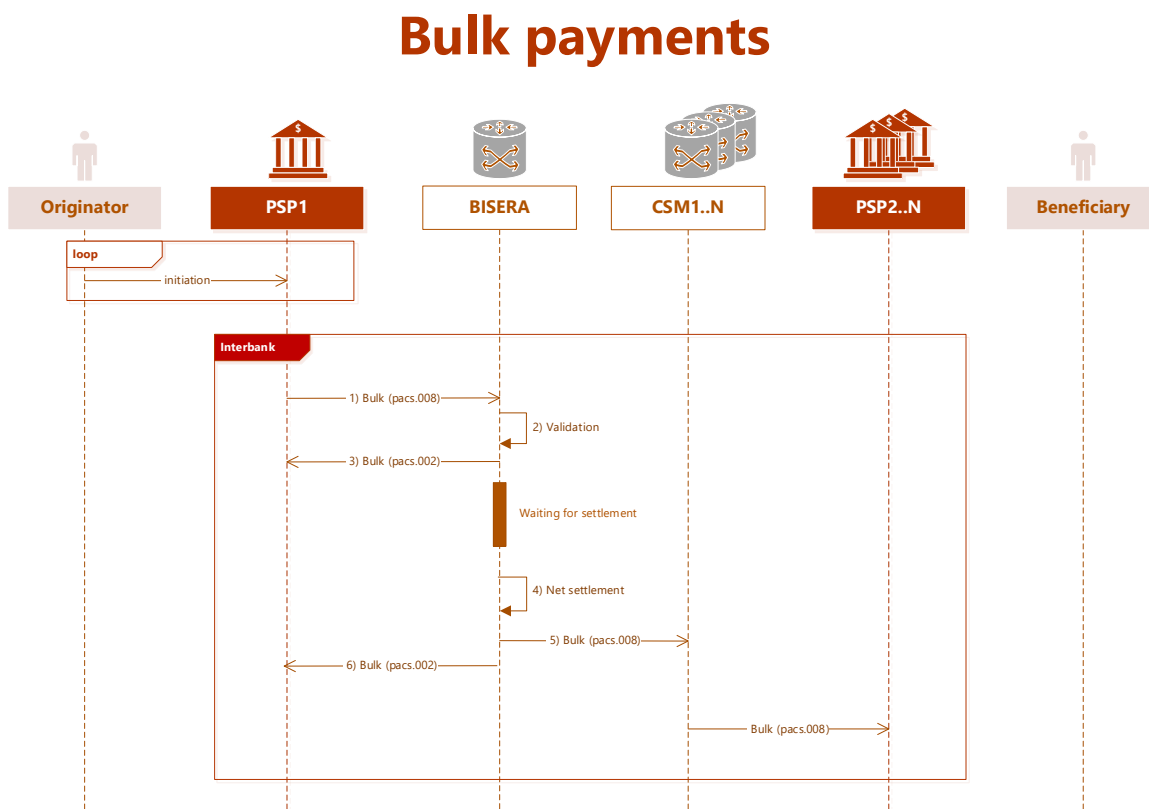 Bulk payments
Originator
PSP1
BISERA
CSM1..N
PSP2..N
Beneficiary
loop
initiation
Interbank
1) Bulk (pacs.008)
2) Validation
3) Bulk (pacs.002)
Waiting for settlement
4) Net settlement
5) Bulk (pacs.008)
6) Bulk (pacs.002)
Bulk (pacs.008)